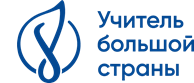 Учитель
большой
страны